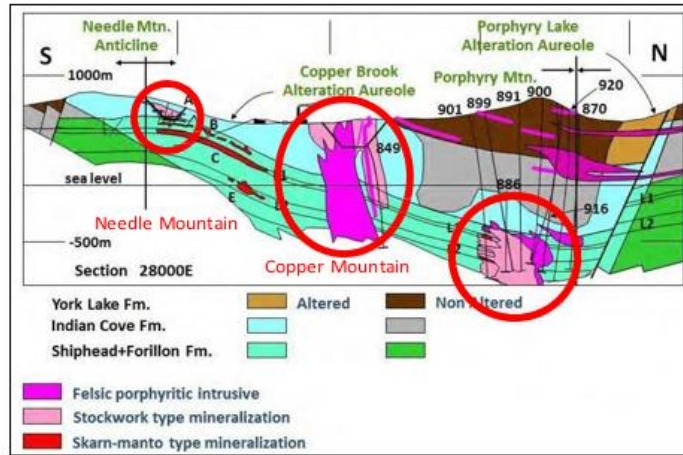 Needle Mtn.
Anticline
Porphyry Lake
Alteration Aureole
S
N
1000m
Copper Brook
Alteration Aureole
Porphyry Mtn.
920
900
891
899
901
870
A
B
849
C
sea level
E
886
916
L1
L2
Needle Mountain
-500m
Copper Mountain
Section 28000E
York Lake Fm.
Altered
Non Altered
Indian Cove Fm.
Shiphead+Forillon Fm.
Felsic porphyritic intrusive
Stockwork type mineralization
Skarn-manto type mineralization